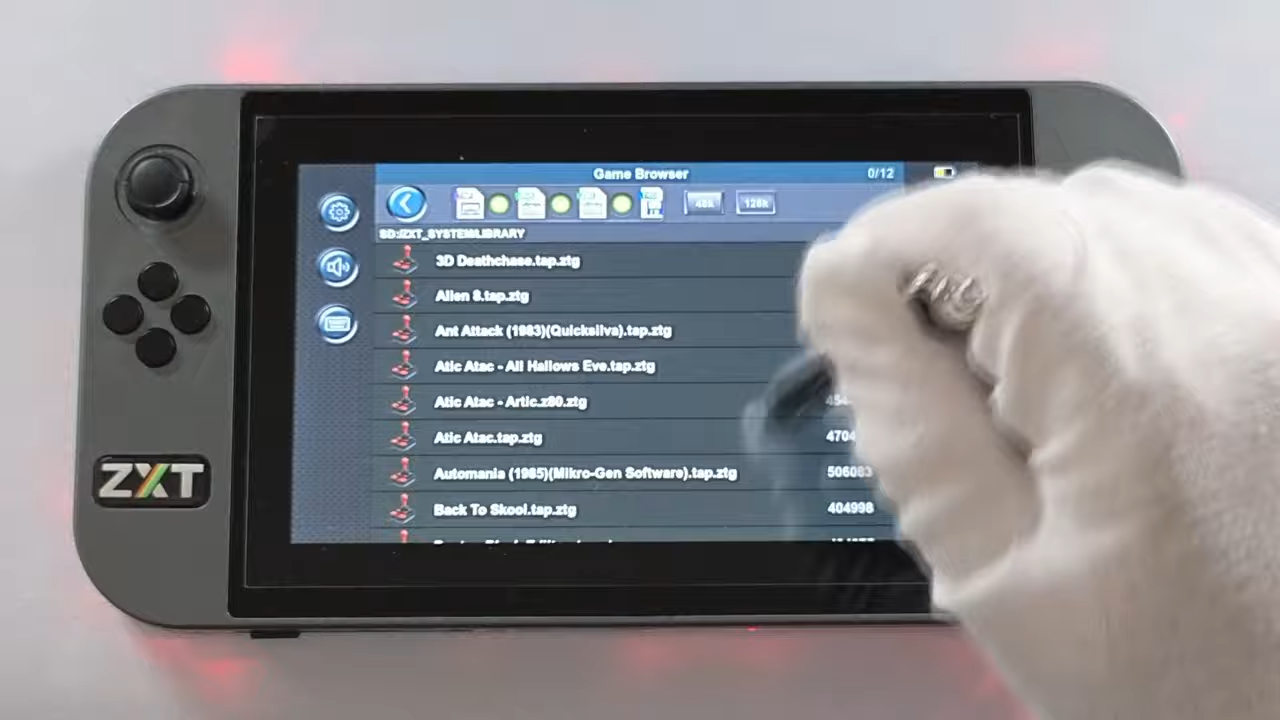 Game Browser 0/12
48k 128k
SD:/ZXT_SYSTEM/LIBRARY
3D Deathchase.tap.ztg
Alien 8.tap.ztg
Ant Attack (1983)(Quicksilva).tap.ztg
Atic Atac - All Hallows Eve.tap.ztg
Atic Atac - Artic.z80.ztg
Atic Atac.tap.ztg
Automania (1985)(Mikro-Gen Software).tap.ztg 506083
Back To Skool.tap.ztg 404998
ZXT